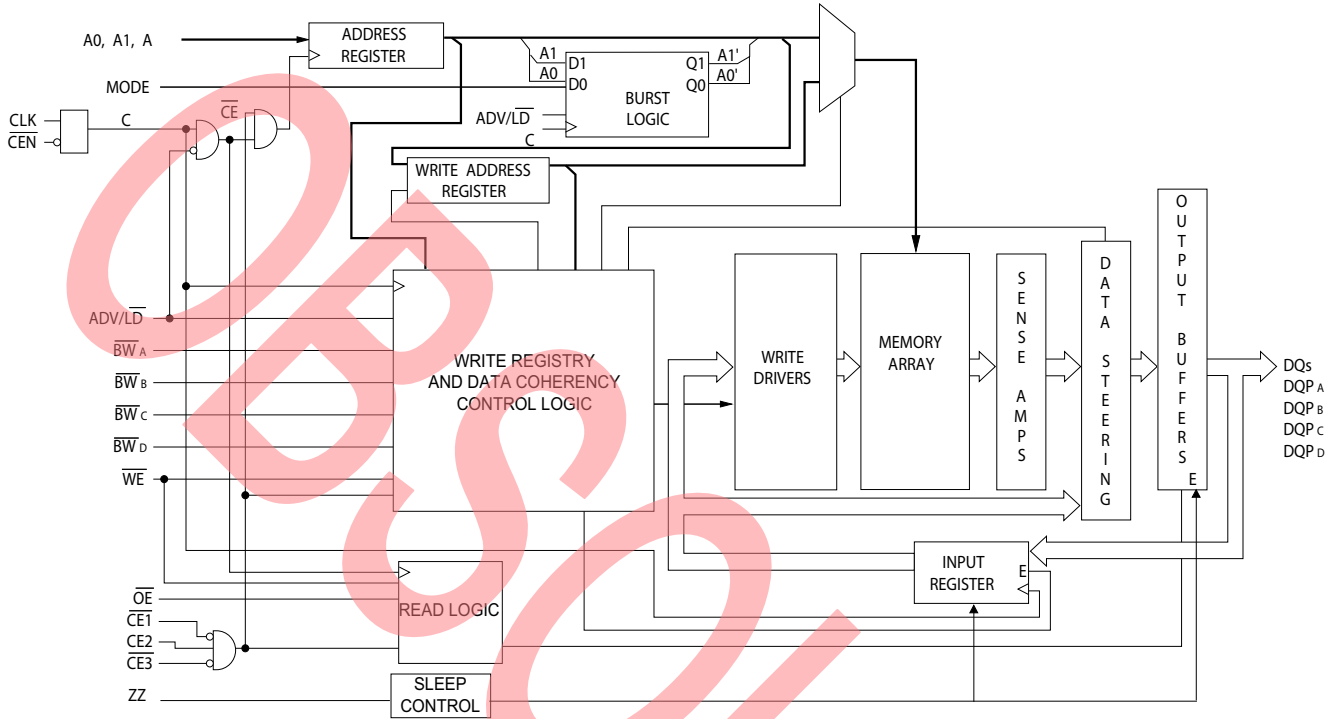 A0, A1, A
ADDRESS
REGISTER
MODE
A1
A0
D1
D0
Q1
Q0
A1'
A0'
BURST
LOGIC
CE
CLK
CEN
C
ADV/LD
C
WRITE ADDRESS
REGISTER
ADV/LD
BW A
BW B
BW C
BW D
WE
WRITE REGISTRY
AND DATA COHERENCY
CONTROL LOGIC
WRITE
DRIVERS
MEMORY
ARRAY
SENSE AMPS
DATA STEERING
OUTPUT BUFFERS
E
DQs
DQP A
DQP B
DQP C
DQP D
INPUT
REGISTER
E
OE
CE1
CE2
CE3
READ LOGIC
ZZ
SLEEP
CONTROL
OBSOL